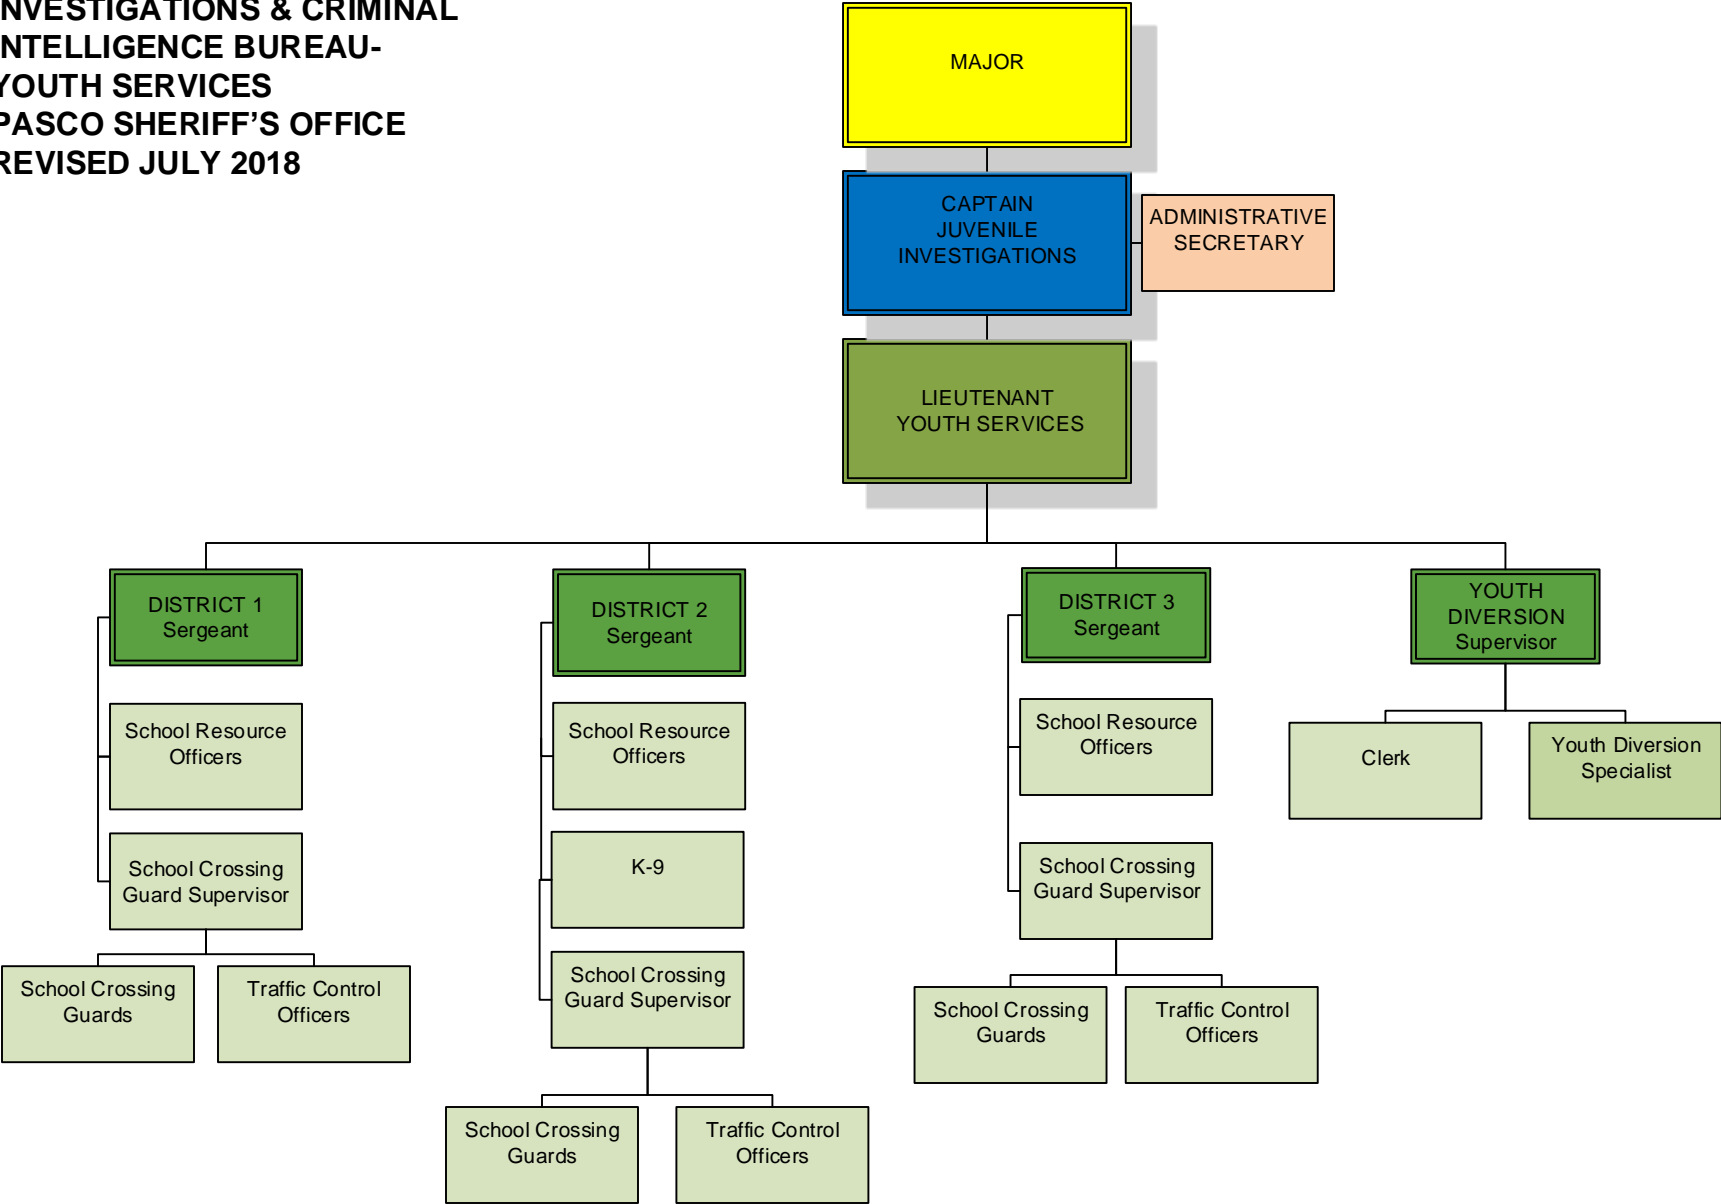 INVESTIGATIONS & CRIMINAL
INTELLIGENCE BUREAU-
YOUTH SERVICES
PASCO SHERIFF'S OFFICE
REVISED JULY 2018
MAJOR
CAPTAIN
JUVENILE
INVESTIGATIONS
ADMINISTRATIVE
SECRETARY
LIEUTENANT
YOUTH SERVICES
DISTRICT 1
Sergeant
DISTRICT 2
Sergeant
DISTRICT 3
Sergeant
YOUTH
DIVERSION
Supervisor
School Resource
Officers
School Resource
Officers
School Resource
Officers
Clerk
Youth Diversion
Specialist
School Crossing
Guard Supervisor
K-9
School Crossing
Guard Supervisor
School Crossing
Guard Supervisor
School Crossing
Guards
Traffic Control
Officers
School Crossing
Guards
Traffic Control
Officers
School Crossing
Guards
Traffic Control
Officers